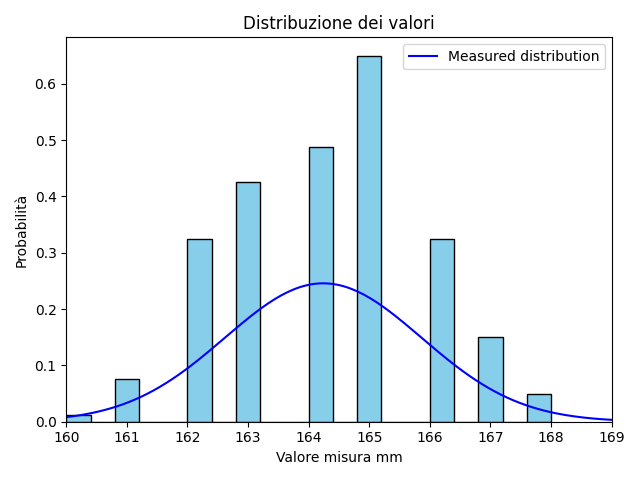 Distribuzione dei valori
Measured distribution
0.6
0.5
0.4
0.3
0.2
0.1
0.0
Probabilità
160 161 162 163 164 165 166 167 168 169
Valore misura mm